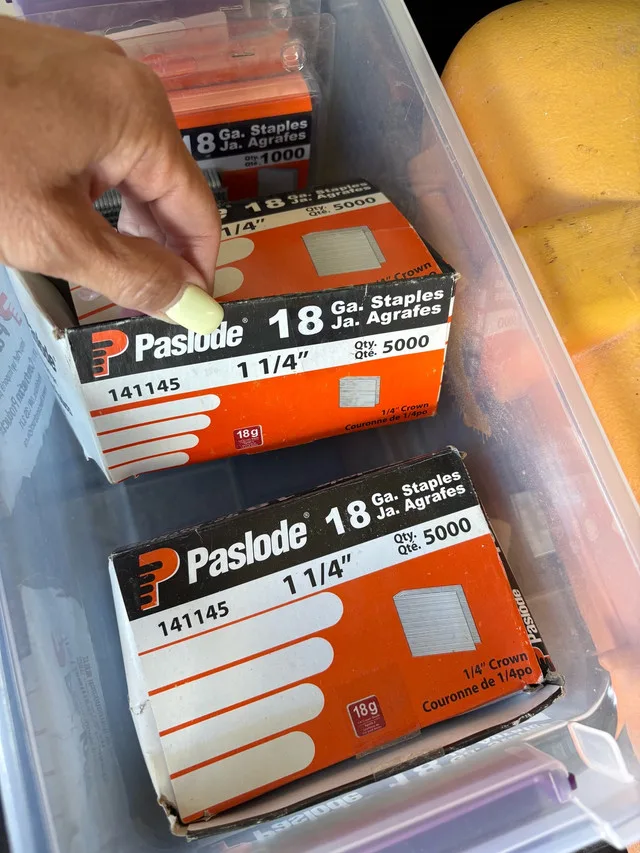 18 Ga. Staples
Ja. Agrafes
Qty.
Qté. 1000
18 Ga. Staples
Ja. Agrafes
1/4"
Qty.
Qté. 5000
Crown
Paslode® 18 Ga. Staples
Ja. Agrafes
1 1/4"
Qty.
Qté. 5000
141145
18g
1/4" Crown
Couronne de 1/4po
Paslode® 18 Ga. Staples
Ja. Agrafes
1 1/4"
Qty.
Qté. 5000
141145
18g
1/4" Crown
Couronne de 1/4po
Paslode